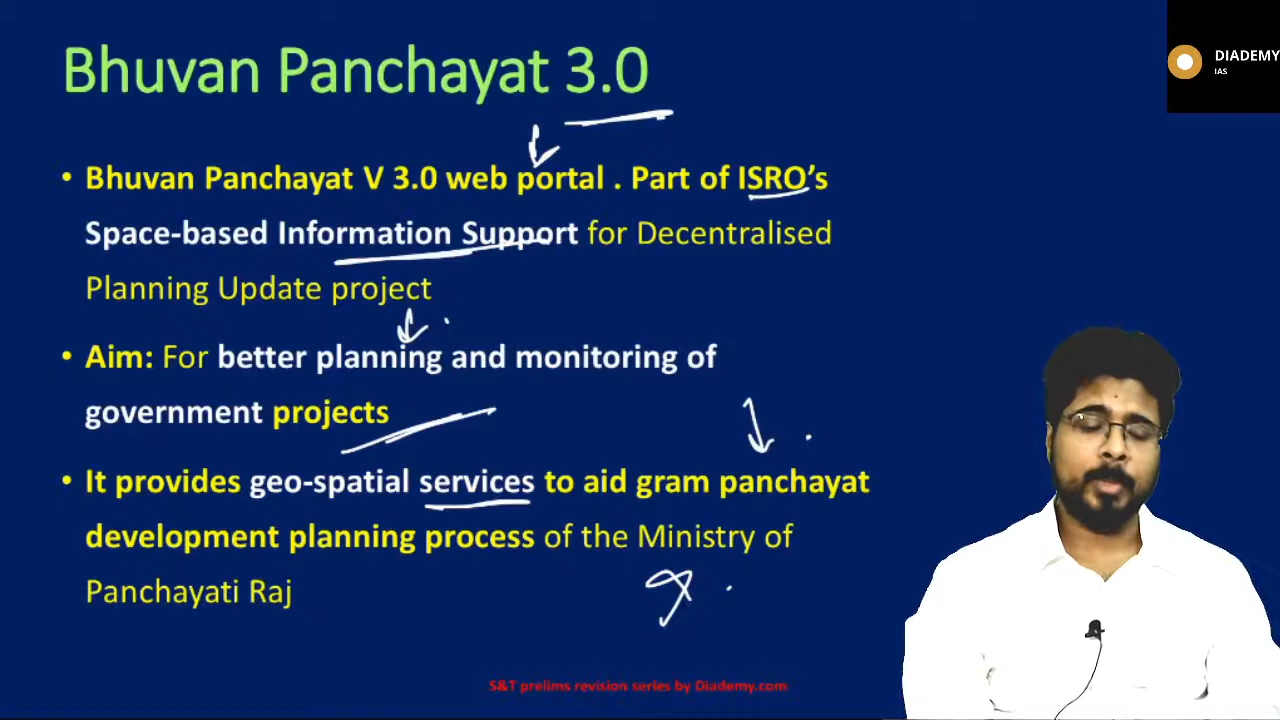 Bhuvan Panchayat 3.0
DIADEMY
IAS
• Bhuvan Panchayat V 3.0 web portal . Part of ISRO's
Space-based Information Support for Decentralised
Planning Update project
• Aim: For better planning and monitoring of
government projects
• It provides geo-spatial services to aid gram panchayat
development planning process of the Ministry of
Panchayati Raj
S&T prelims revision series by Diademy.com